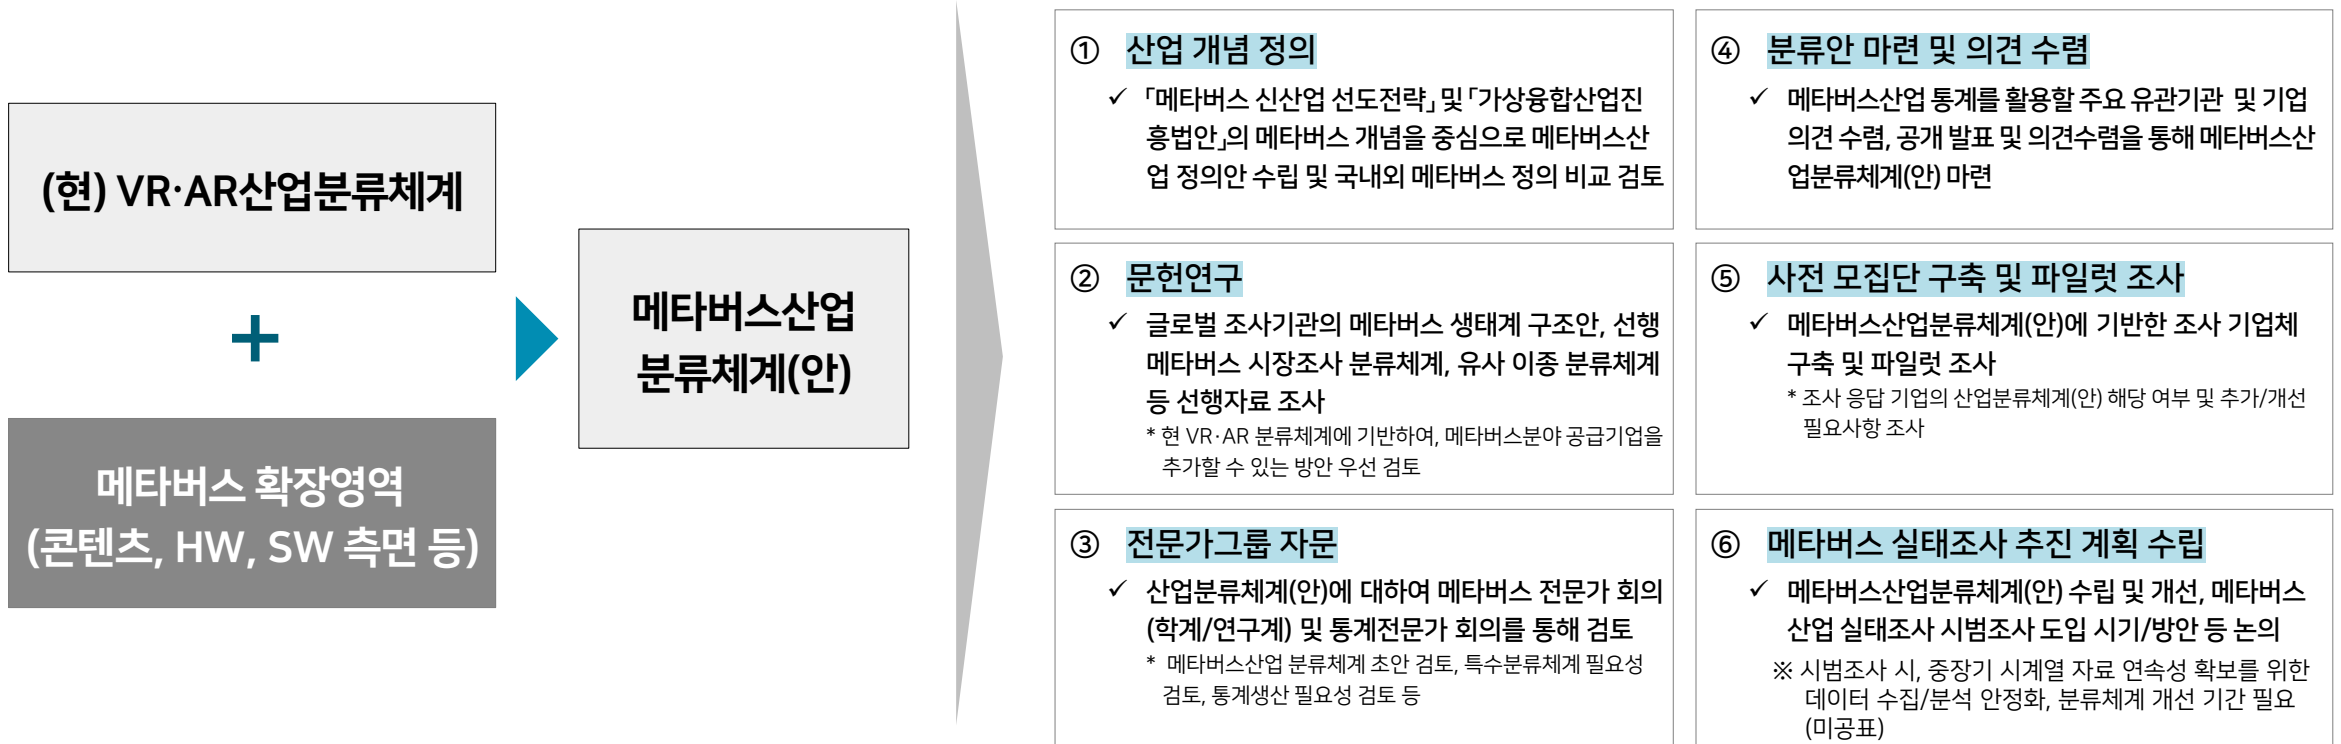 (현) VR·AR산업분류체계
+
메타버스 확장영역
(콘텐츠, HW, SW 측면 등)
메타버스산업
분류체계(안)
① 산업 개념 정의
✓ 「메타버스 신산업 선도전략」 및 「가상융합산업진
흥법안」의 메타버스 개념을 중심으로 메타버스산
업 정의안 수립 및 국내외 메타버스 정의 비교 검토
② 문헌연구
✓ 글로벌 조사기관의 메타버스 생태계 구조안, 선행
메타버스 시장조사 분류체계, 유사 이종 분류체계
등 선행자료 조사
* 현 VR·AR 분류체계에 기반하여, 메타버스분야 공급기업을
추가할 수 있는 방안 우선 검토
③ 전문가그룹 자문
✓ 산업분류체계(안)에 대하여 메타버스 전문가 회의
(학계/연구계) 및 통계전문가 회의를 통해 검토
* 메타버스산업 분류체계 초안 검토, 특수분류체계 필요성
검토, 통계생산 필요성 검토 등
④ 분류안 마련 및 의견 수렴
✓ 메타버스산업 통계를 활용할 주요 유관기관 및 기업
의견 수렴, 공개 발표 및 의견수렴을 통해 메타버스산
업분류체계(안) 마련
⑤ 사전 모집단 구축 및 파일럿 조사
✓ 메타버스산업분류체계(안)에 기반한 조사 기업체
구축 및 파일럿 조사
* 조사 응답 기업의 산업분류체계(안) 해당 여부 및 추가/개선
필요사항 조사
⑥ 메타버스 실태조사 추진 계획 수립
✓ 메타버스산업분류체계(안) 수립 및 개선, 메타버스
산업 실태조사 시범조사 도입 시기/방안 등 논의
※ 시범조사 시, 중장기 시계열 자료 연속성 확보를 위한
데이터 수집/분석 안정화, 분류체계 개선 기간 필요
(미공표)